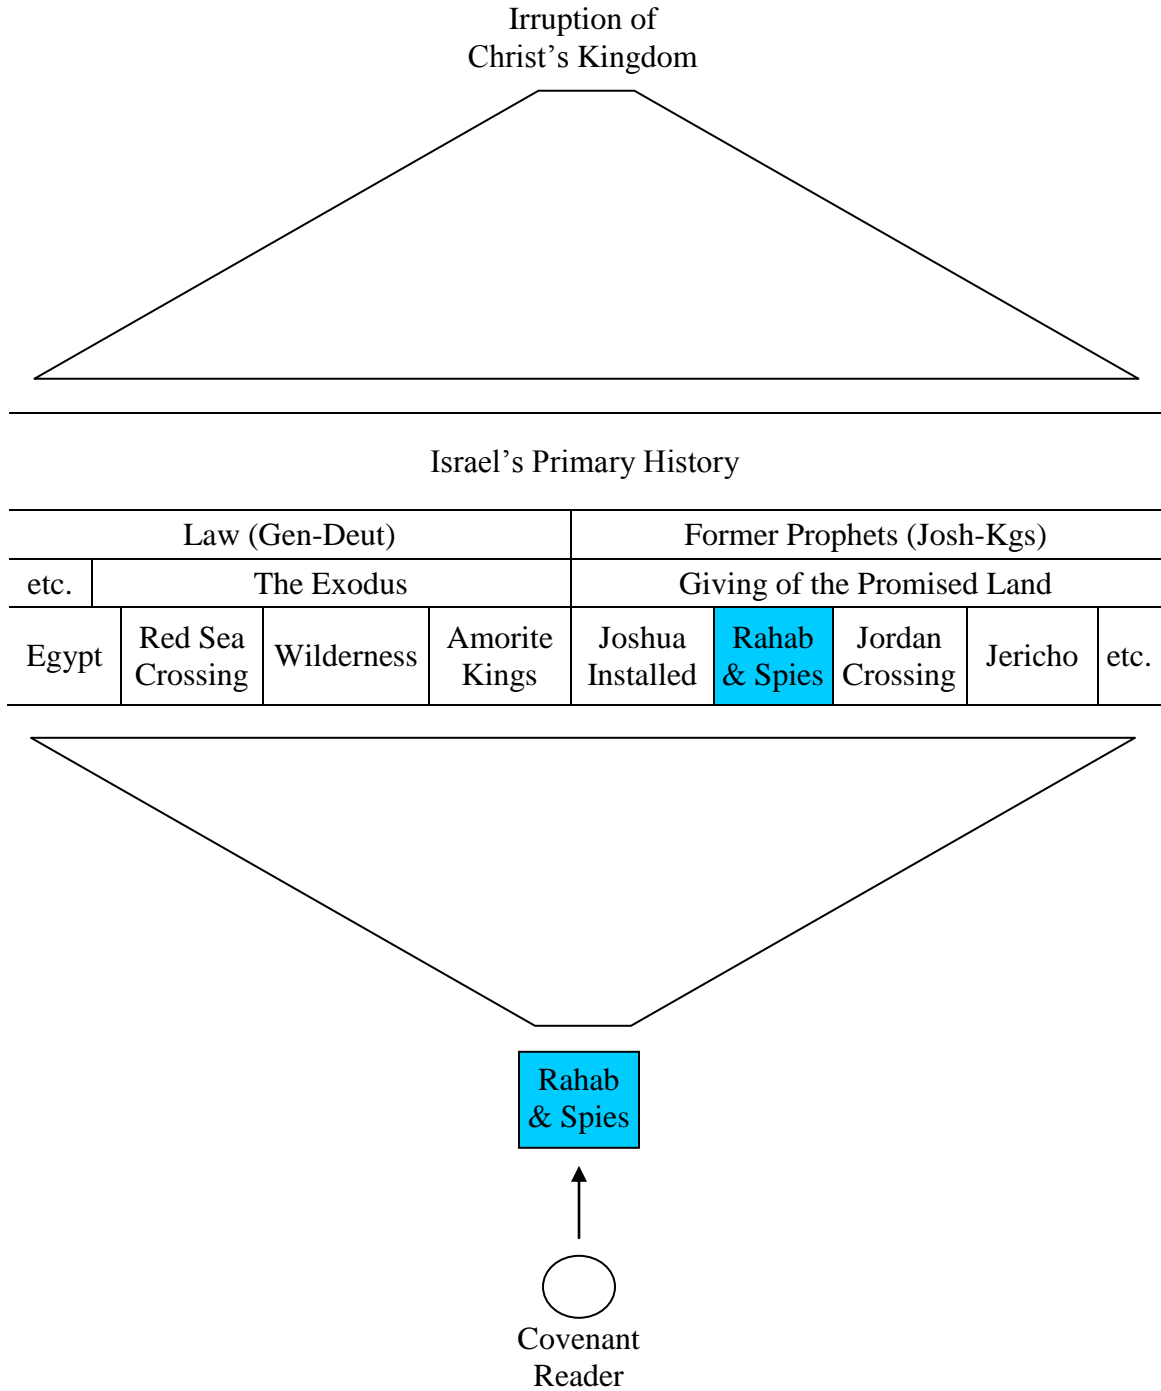 Irruption of
Christ’s Kingdom
Israel’s Primary History
Law (Gen-Deut)
Former Prophets (Josh-Kgs)
etc.
The Exodus
Giving of the Promised Land
Egypt
Red Sea
Crossing
Wilderness
Amorite
Kings
Joshua
Installed
Rahab
& Spies
Jordan
Crossing
Jericho
etc.
Rahab
& Spies
Covenant
Reader